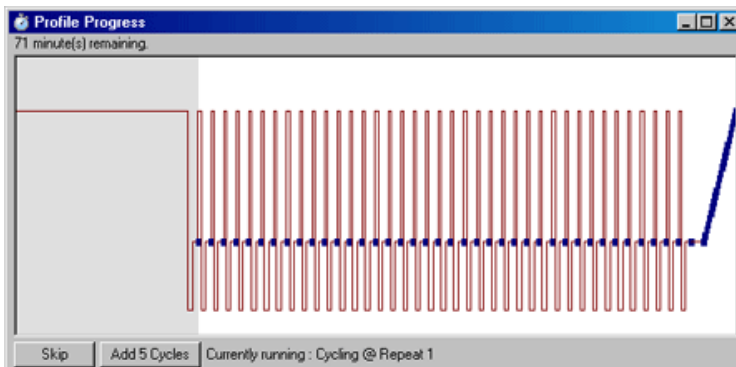 Profile Progress
71 minute(s) remaining.
Skip Add 5 Cycles Currently running : Cycling @ Repeat 1